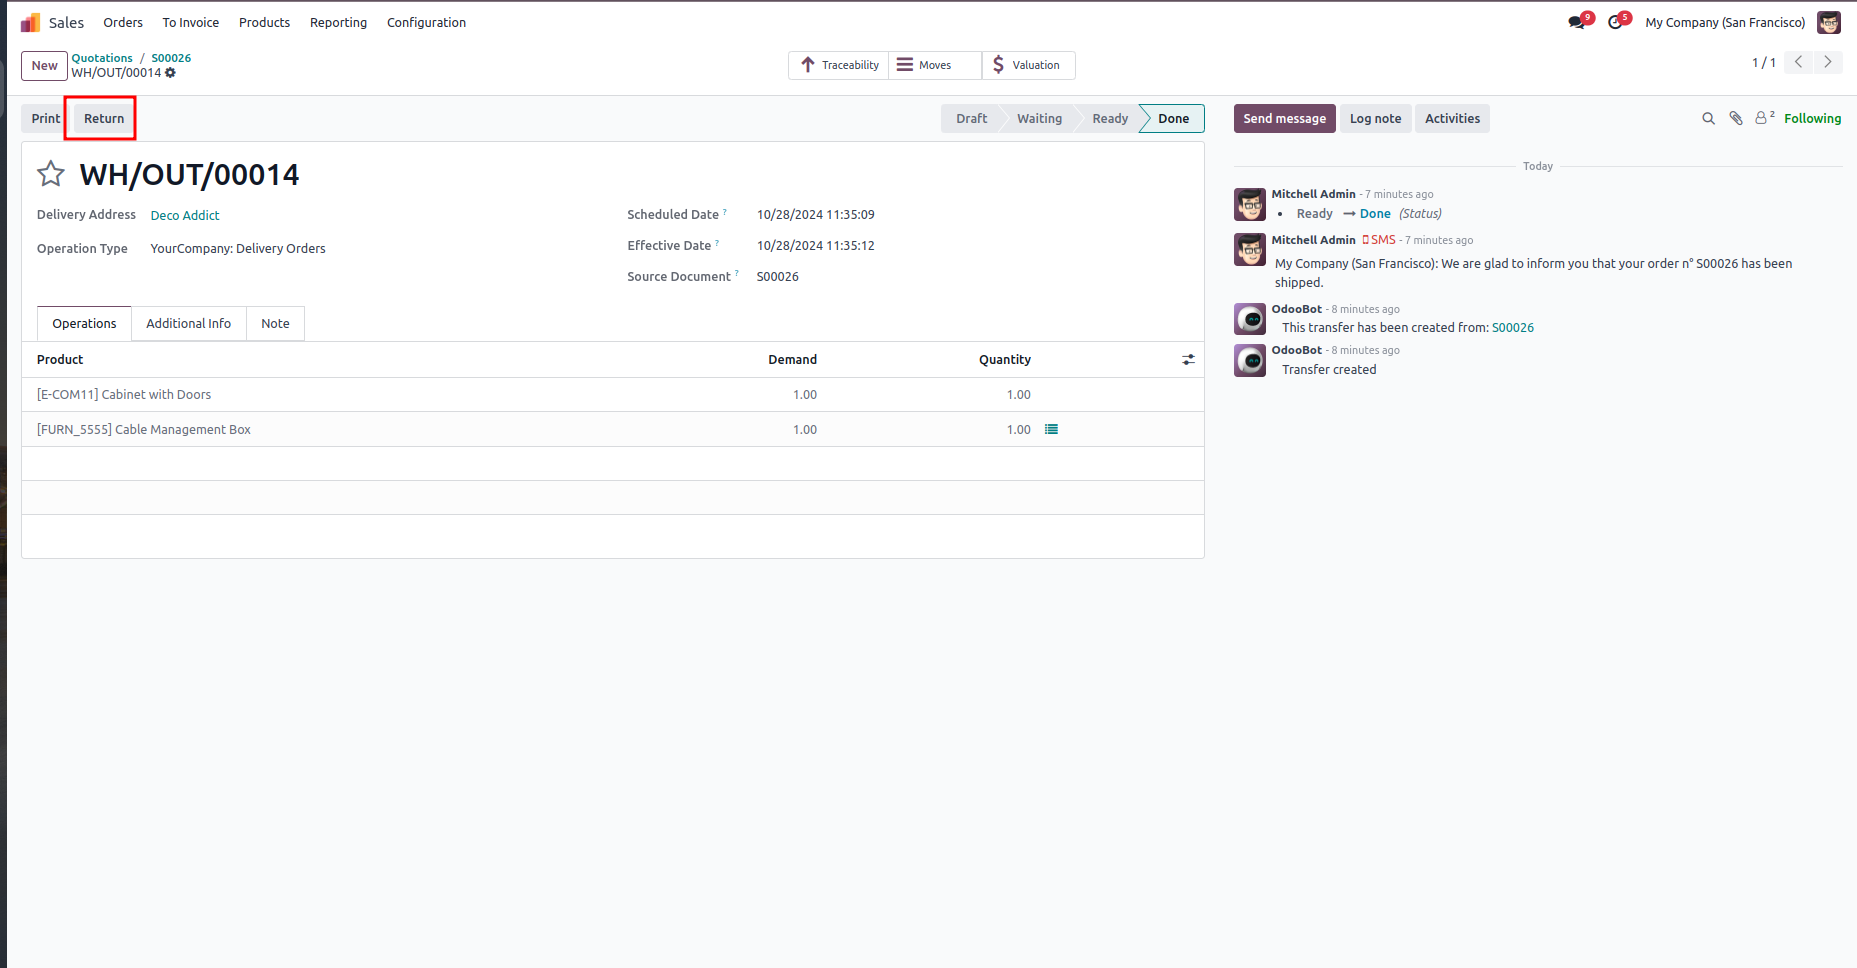 Sales Orders To Invoice Products Reporting Configuration 9 5 My Company (San Francisco)
New Quotations / S00026
WH/OUT/00014
Traceability Moves Valuation
1 / 1
Print Return
Draft Waiting Ready Done
Send message Log note Activities 2 Following
WH/OUT/00014
Delivery Address Deco Addict
Operation Type YourCompany: Delivery Orders
Scheduled Date ? 10/28/2024 11:35:09
Effective Date ? 10/28/2024 11:35:12
Source Document ? S00026
Operations Additional Info Note
Product Demand Quantity
[E-COM11] Cabinet with Doors 1.00 1.00
[FURN_5555] Cable Management Box 1.00 1.00
Today
Mitchell Admin - 7 minutes ago
• Ready → Done (Status)
Mitchell Admin SMS - 7 minutes ago
My Company (San Francisco): We are glad to inform you that your order n° S00026 has been
shipped.
OdooBot - 8 minutes ago
This transfer has been created from: S00026
OdooBot - 8 minutes ago
Transfer created